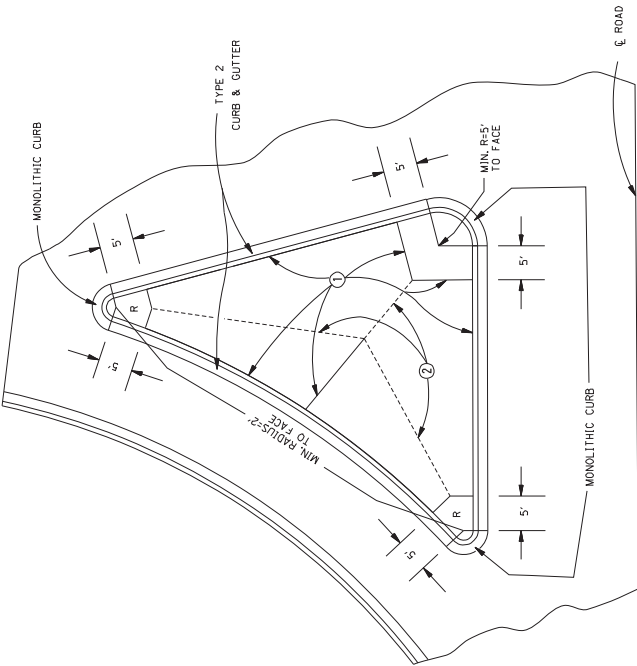 MONOLITHIC CURB
TYPE 2
CURB & GUTTER
℄ ROAD
5'
5'
R
5'
MIN. R=5'
TO FACE
1
5'
2
MIN. RADIUS=2'
TO FACE
MONOLITHIC CURB
R
5'
5'